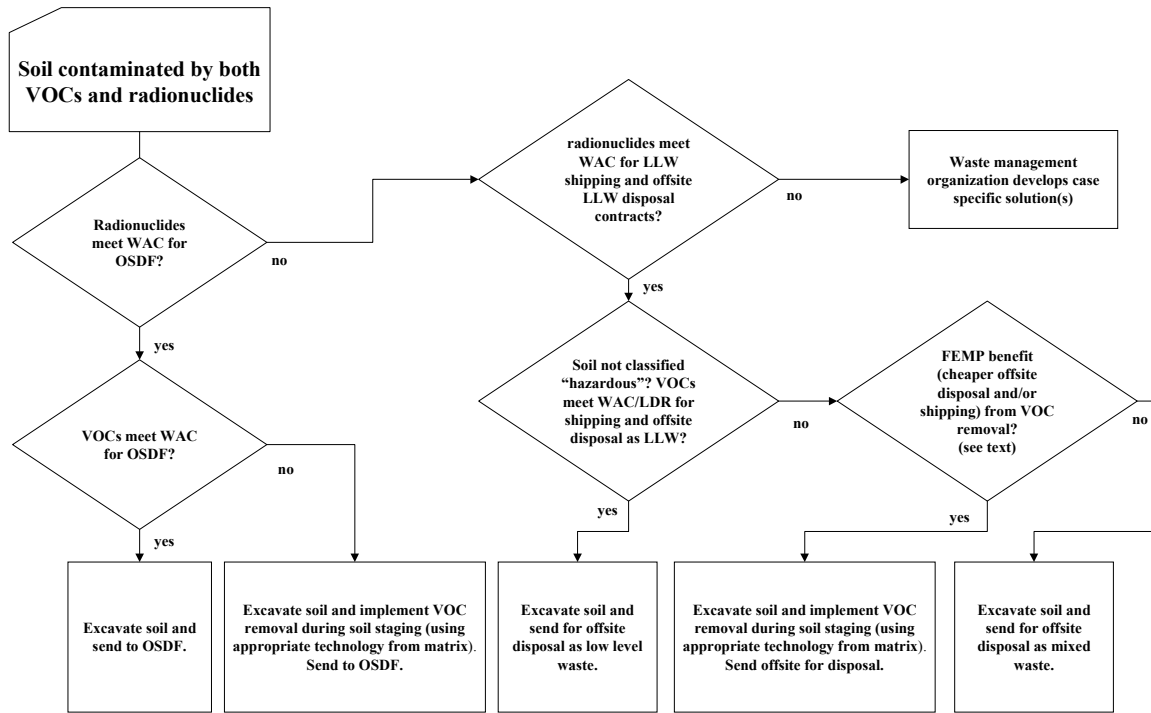 Soil contaminated by both
VOCs and radionuclides
Radionuclides
meet WAC for
OSDF?
no
yes
VOCs meet WAC
for OSDF?
no
yes
radionuclides meet
WAC for LLW
shipping and offsite
LLW disposal
contracts?
no
yes
Waste management
organization develops case
specific solution(s)
Soil not classified
“hazardous”? VOCs
meet WAC/LDR for
shipping and offsite
disposal as LLW?
no
yes
FEMP benefit
(cheaper offsite
disposal and/or
shipping) from VOC
removal?
(see text)
no
yes
Excavate soil and
send to OSDF.
Excavate soil and implement VOC
removal during soil staging (using
appropriate technology from matrix).
Send to OSDF.
Excavate soil and
send for offsite
disposal as low level
waste.
Excavate soil and implement VOC
removal during soil staging (using
appropriate technology from matrix).
Send offsite for disposal.
Excavate soil and
send for offsite
disposal as mixed
waste.